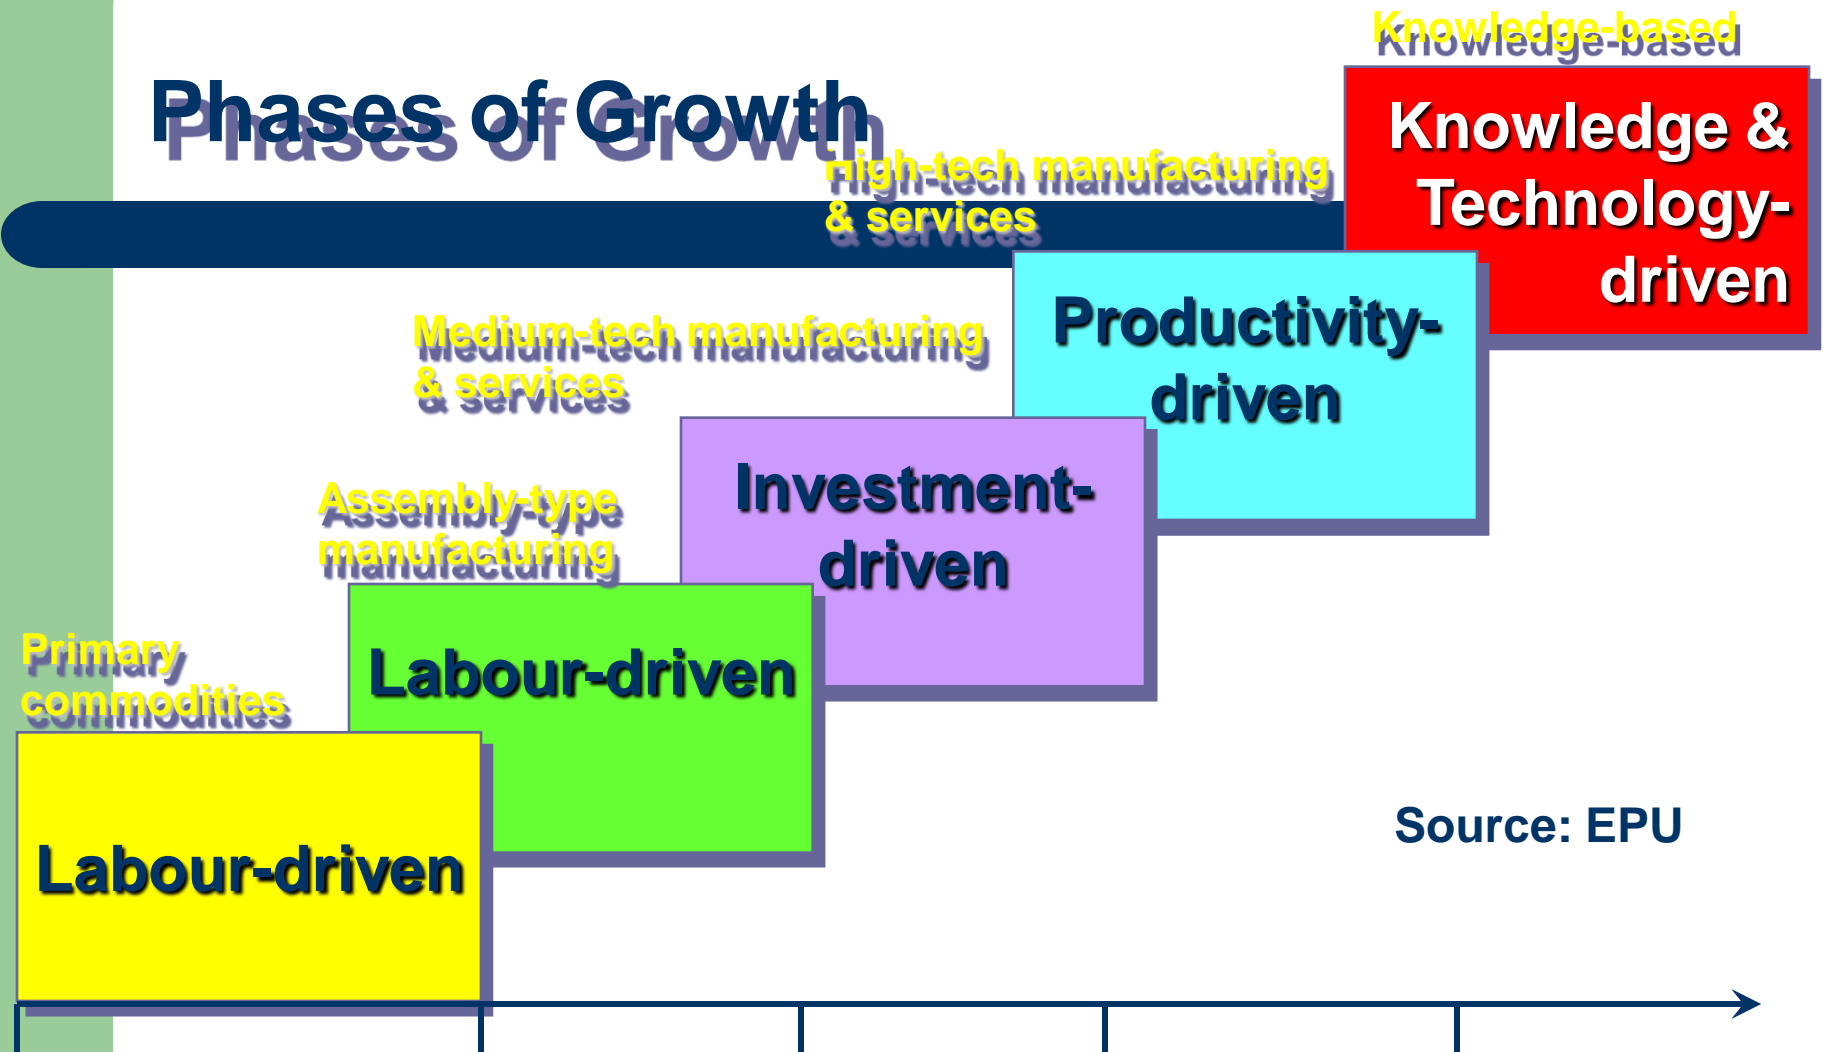 Phases of Growth
Knowledge-based
Knowledge &
Technology-
driven
High-tech manufacturing
& services
Productivity-
driven
Medium-tech manufacturing
& services
Investment-
driven
Assembly-type
manufacturing
Labour-driven
Primary
commodities
Labour-driven
Source: EPU